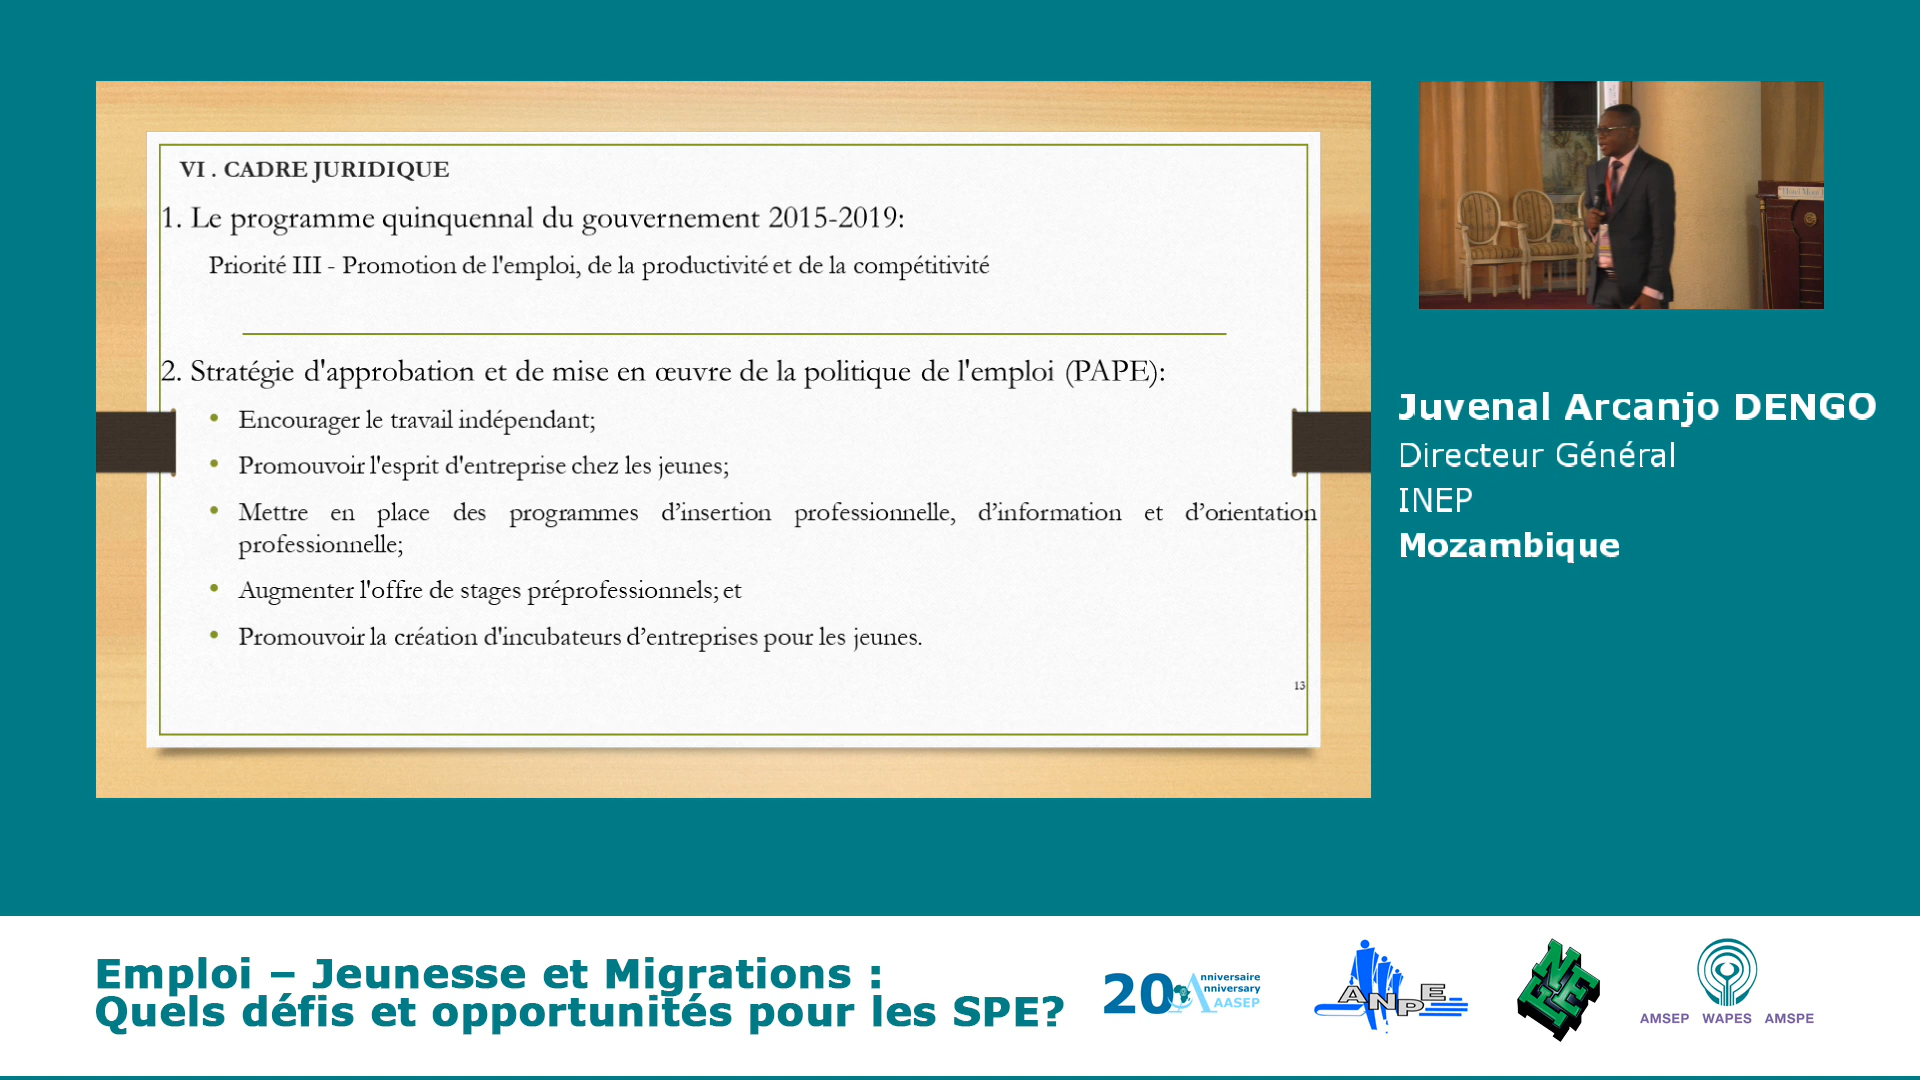 VI . CADRE JURIDIQUE
1. Le programme quinquennal du gouvernement 2015-2019:
Priorité III - Promotion de l'emploi, de la productivité et de la compétitivité
2. Stratégie d'approbation et de mise en œuvre de la politique de l'emploi (PAPE):
• Encourager le travail indépendant;
• Promouvoir l'esprit d'entreprise chez les jeunes;
• Mettre en place des programmes d’insertion professionnelle, d’information et d’orientation
professionnelle;
• Augmenter l'offre de stages préprofessionnels; et
• Promouvoir la création d'incubateurs d’entreprises pour les jeunes.
13
Juvenal Arcanjo DENGO
Directeur Général
INEP
Mozambique
Emploi – Jeunesse et Migrations :
Quels défis et opportunités pour les SPE?
20 Anniversaire
Anniversary
AASEP
ANPE
AMSEP WAPES AMSPE